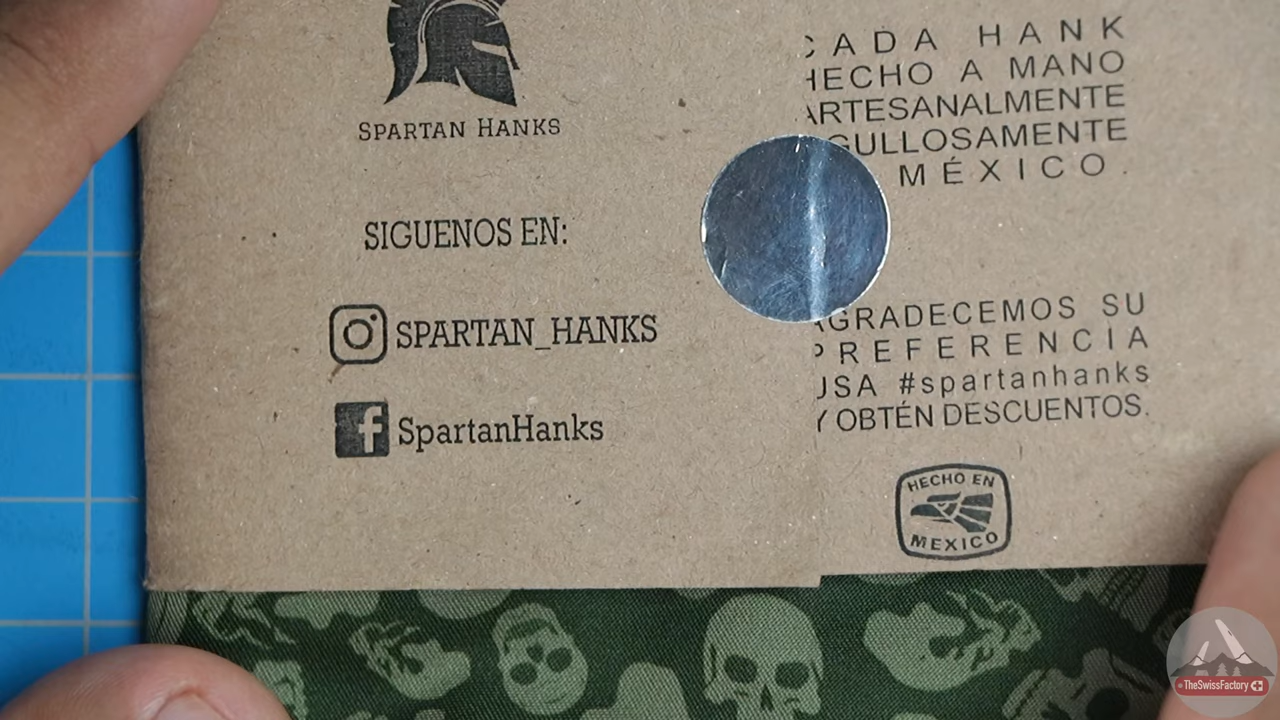 SPARTAN HANKS
SIGUENOS EN:
SPARTAN_HANKS
SpartanHanks
CADA HANK
HECHO A MANO
ARTESANALMENTE
MÉXICO.
AGRADECEMOS SU
PREFERENCIA
USA #spartanhanks
Y OBTÉN DESCUENTOS.
HECHO EN
MEXICO
TheSwissFactory